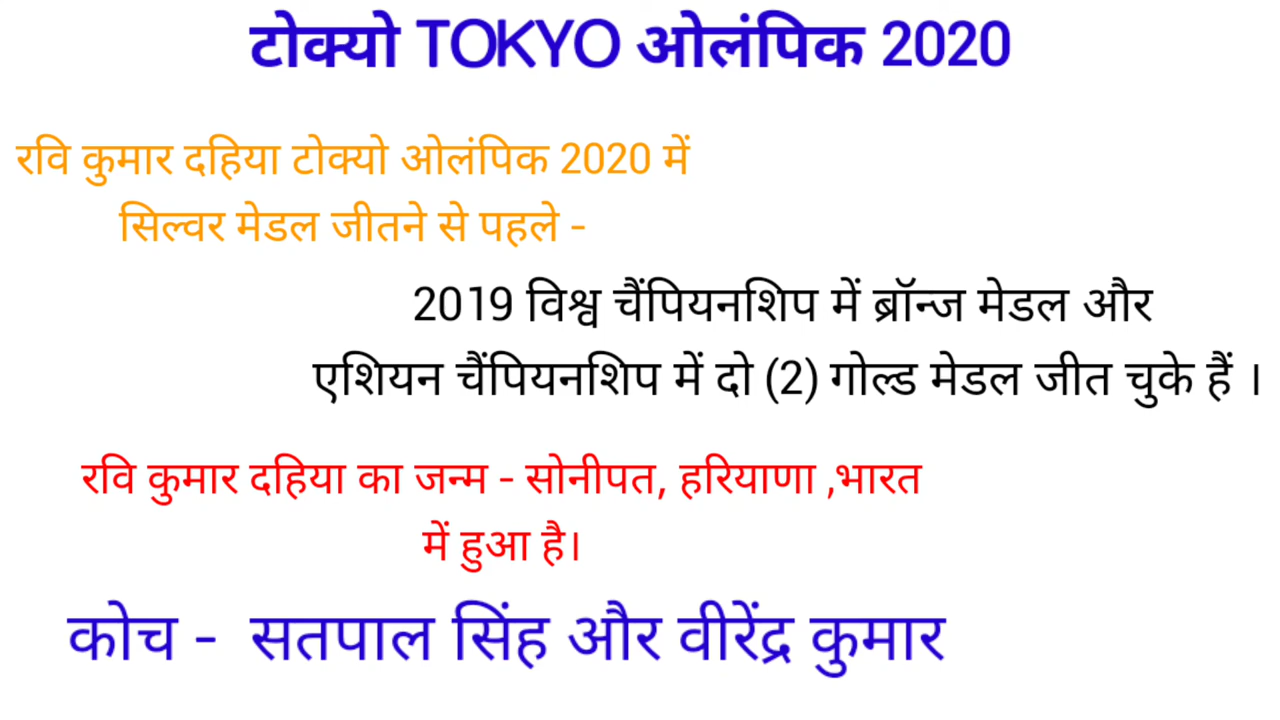 टोक्यो TOKYO ओलंपिक 2020
रवि कुमार दहिया टोक्यो ओलंपिक 2020 में
सिल्वर मेडल जीतने से पहले -
2019 विश्व चैंपियनशिप में ब्रॉन्ज मेडल और
एशियन चैंपियनशिप में दो (2) गोल्ड मेडल जीत चुके हैं ।
रवि कुमार दहिया का जन्म - सोनीपत, हरियाणा ,भारत
में हुआ है।
कोच - सतपाल सिंह और वीरेंद्र कुमार